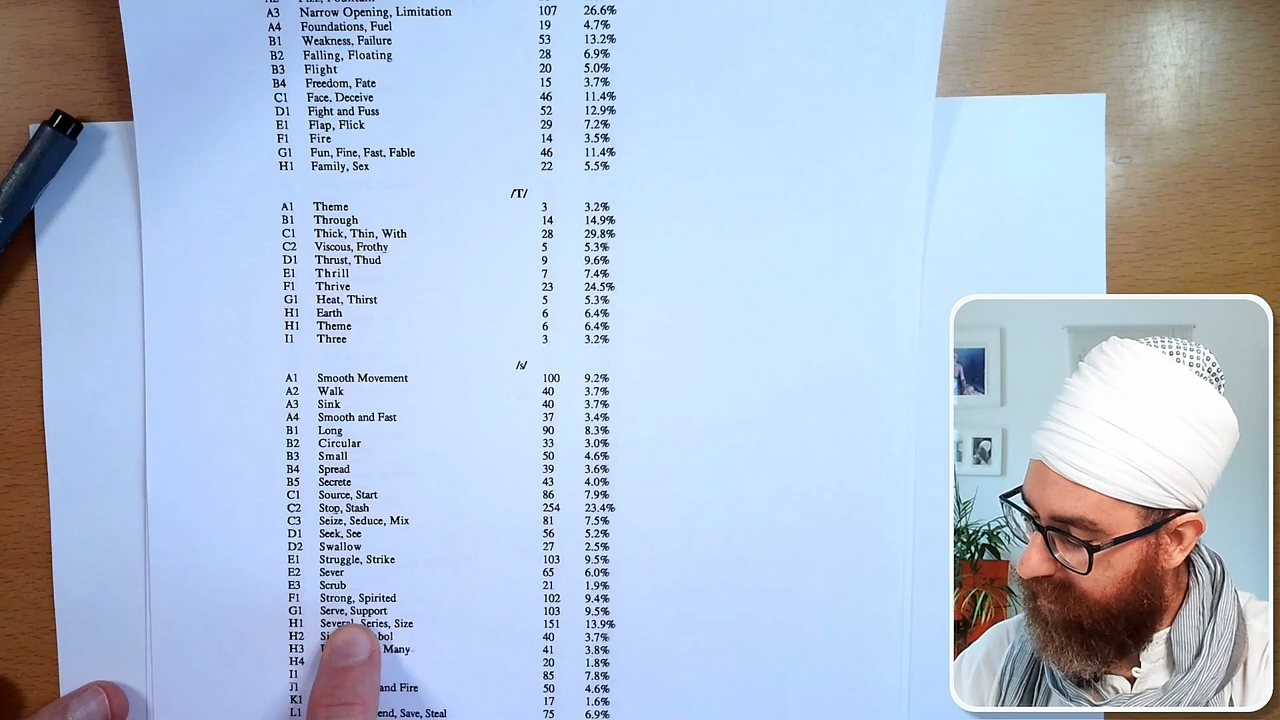 A3 Narrow Opening, Limitation 107 26.6%
A4 Foundations, Fuel 19 4.7%
B1 Weakness, Failure 53 13.2%
B2 Falling, Floating 28 6.9%
B3 Flight 20 5.0%
B4 Freedom, Fate 15 3.7%
C1 Face, Deceive 46 11.4%
D1 Fight and Fuss 52 12.9%
E1 Flap, Flick 29 7.2%
F1 Fire 14 3.5%
G1 Fun, Fine, Fast, Fable 46 11.4%
H1 Family, Sex 22 5.5%
/T/
A1 Theme 3 3.2%
B1 Through 14 14.9%
C1 Thick, Thin, With 28 29.8%
C2 Viscous, Frothy 5 5.3%
D1 Thrust, Thud 9 9.6%
E1 Thrill 7 7.4%
F1 Thrive 23 24.5%
G1 Heat, Thirst 5 5.3%
H1 Earth 6 6.4%
H1 Theme 6 6.4%
I1 Three 3 3.2%
/s/
A1 Smooth Movement 100 9.2%
A2 Walk 40 3.7%
A3 Sink 40 3.7%
A4 Smooth and Fast 37 3.4%
B1 Long 90 8.3%
B2 Circular 33 3.0%
B3 Small 50 4.6%
B4 Spread 39 3.6%
B5 Secrete 43 4.0%
C1 Source, Start 86 7.9%
C2 Stop, Stash 254 23.4%
C3 Seize, Seduce, Mix 81 7.5%
D1 Seek, See 56 5.2%
D2 Swallow 27 2.5%
E1 Struggle, Strike 103 9.5%
E2 Sever 65 6.0%
E3 Scrub 21 1.9%
F1 Strong, Spirited 102 9.4%
G1 Serve, Support 103 9.5%
H1 Several, Series, Size 151 13.9%
H2 40 3.7%
H3 Many 41 3.8%
H4 20 1.8%
I1 85 7.8%
J1 and Fire 50 4.6%
K1 17 1.6%
L1 Save, Steal 75 6.9%